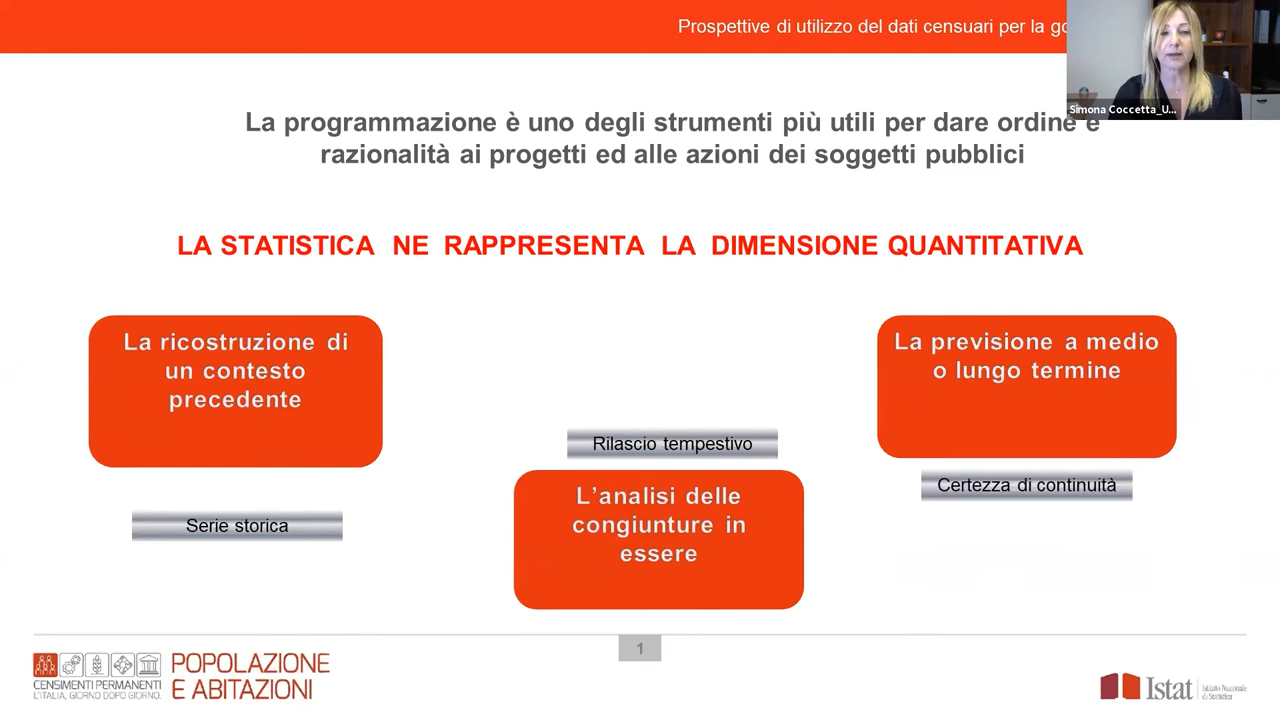 Prospettive di utilizzo del dati censuari per la
Simona Coccetta_U...
La programmazione è uno degli strumenti più utili per dare ordine e
razionalità ai progetti ed alle azioni dei soggetti pubblici
LA STATISTICA NE RAPPRESENTA LA DIMENSIONE QUANTITATIVA
La ricostruzione di
un contesto
precedente
Serie storica
Rilascio tempestivo
L’analisi delle
congiunture in
essere
La previsione a medio
o lungo termine
Certezza di continuità
1
CENSIMENTI PERMANENTI
L'ITALIA, GIORNO DOPO GIORNO.
POPOLAZIONE
E ABITAZIONI
Istat
Istituto Nazionale
di Statistica